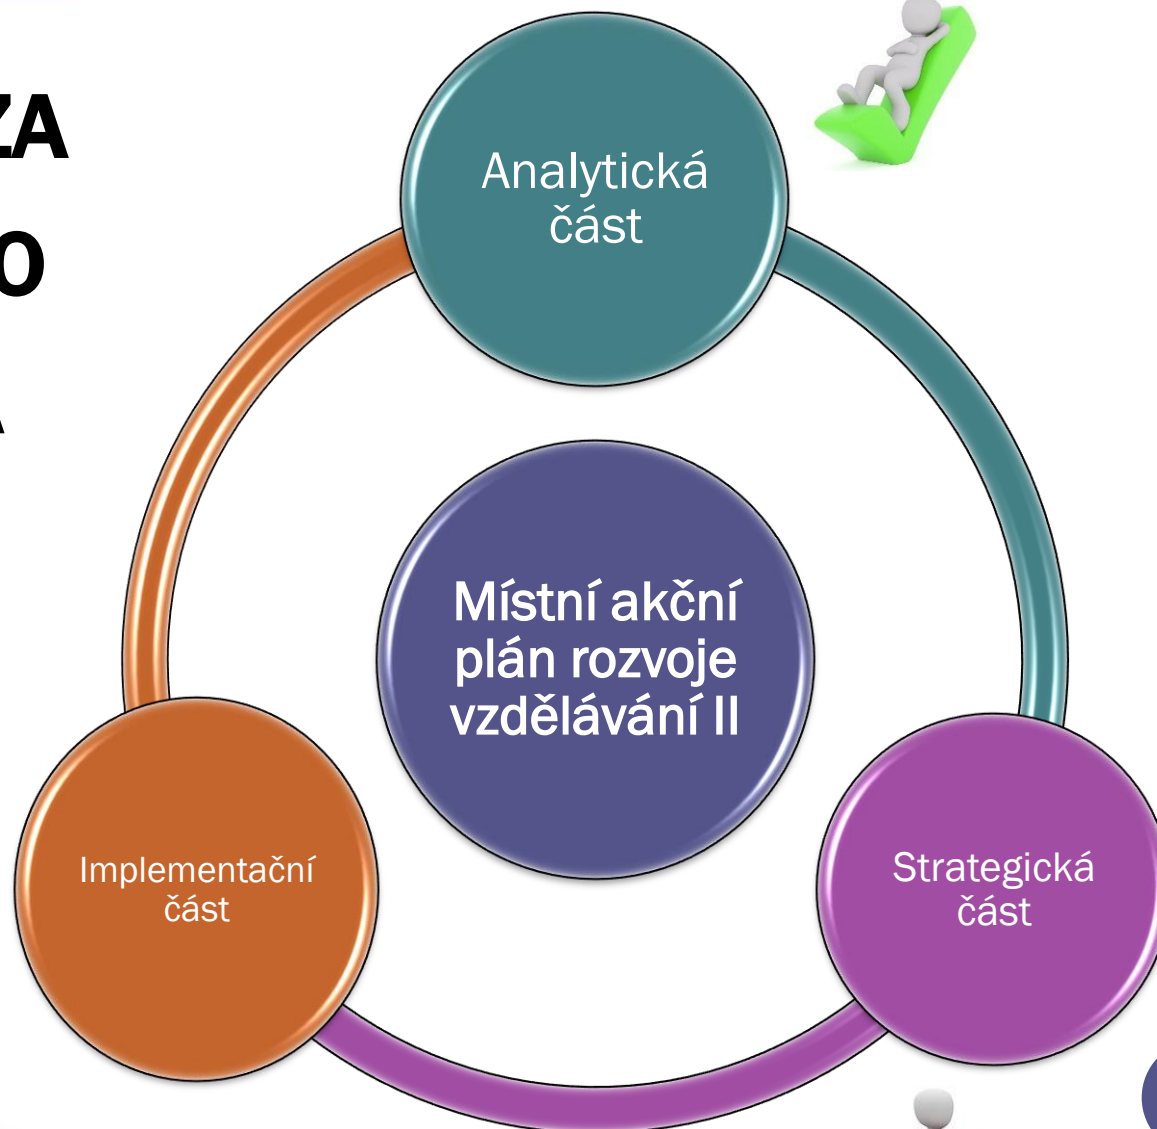 ZA
O
A
Analytická
část
Místní akční
plán rozvoje
vzdělávání II
Implementační
část
Strategická
část